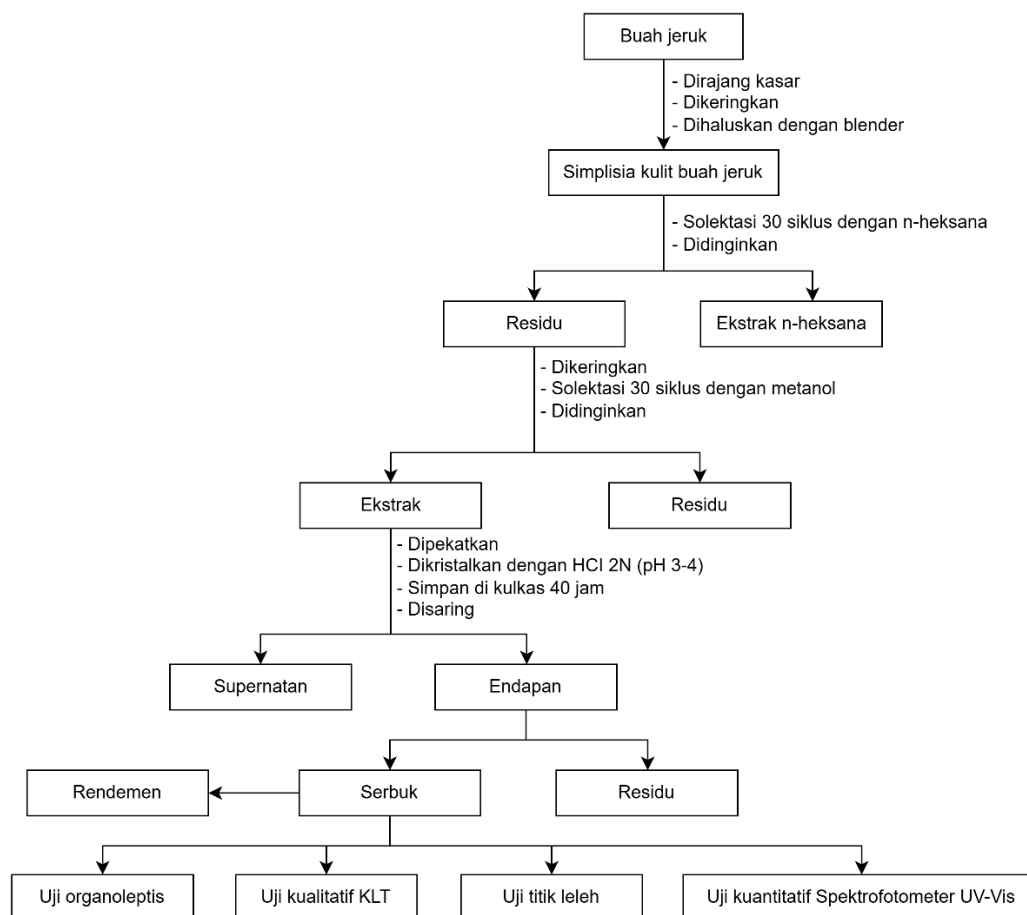 Buah jeruk
- Dirajang kasar
- Dikeringkan
- Dihaluskan dengan blender
Simplisia kulit buah jeruk
- Solektasi 30 siklus dengan n-heksana
- Didinginkan
Residu
Ekstrak n-heksana
- Dikeringkan
- Solektasi 30 siklus dengan metanol
- Didinginkan
Ekstrak
Residu
- Dipekatkan
- Dikristalkan dengan HCl 2N (pH 3-4)
- Simpan di kulkas 40 jam
- Disaring
Supernatan
Endapan
Rendemen
Serbuk
Residu
Uji organoleptis
Uji kualitatif KLT
Uji titik leleh
Uji kuantitatif Spektrofotometer UV-Vis